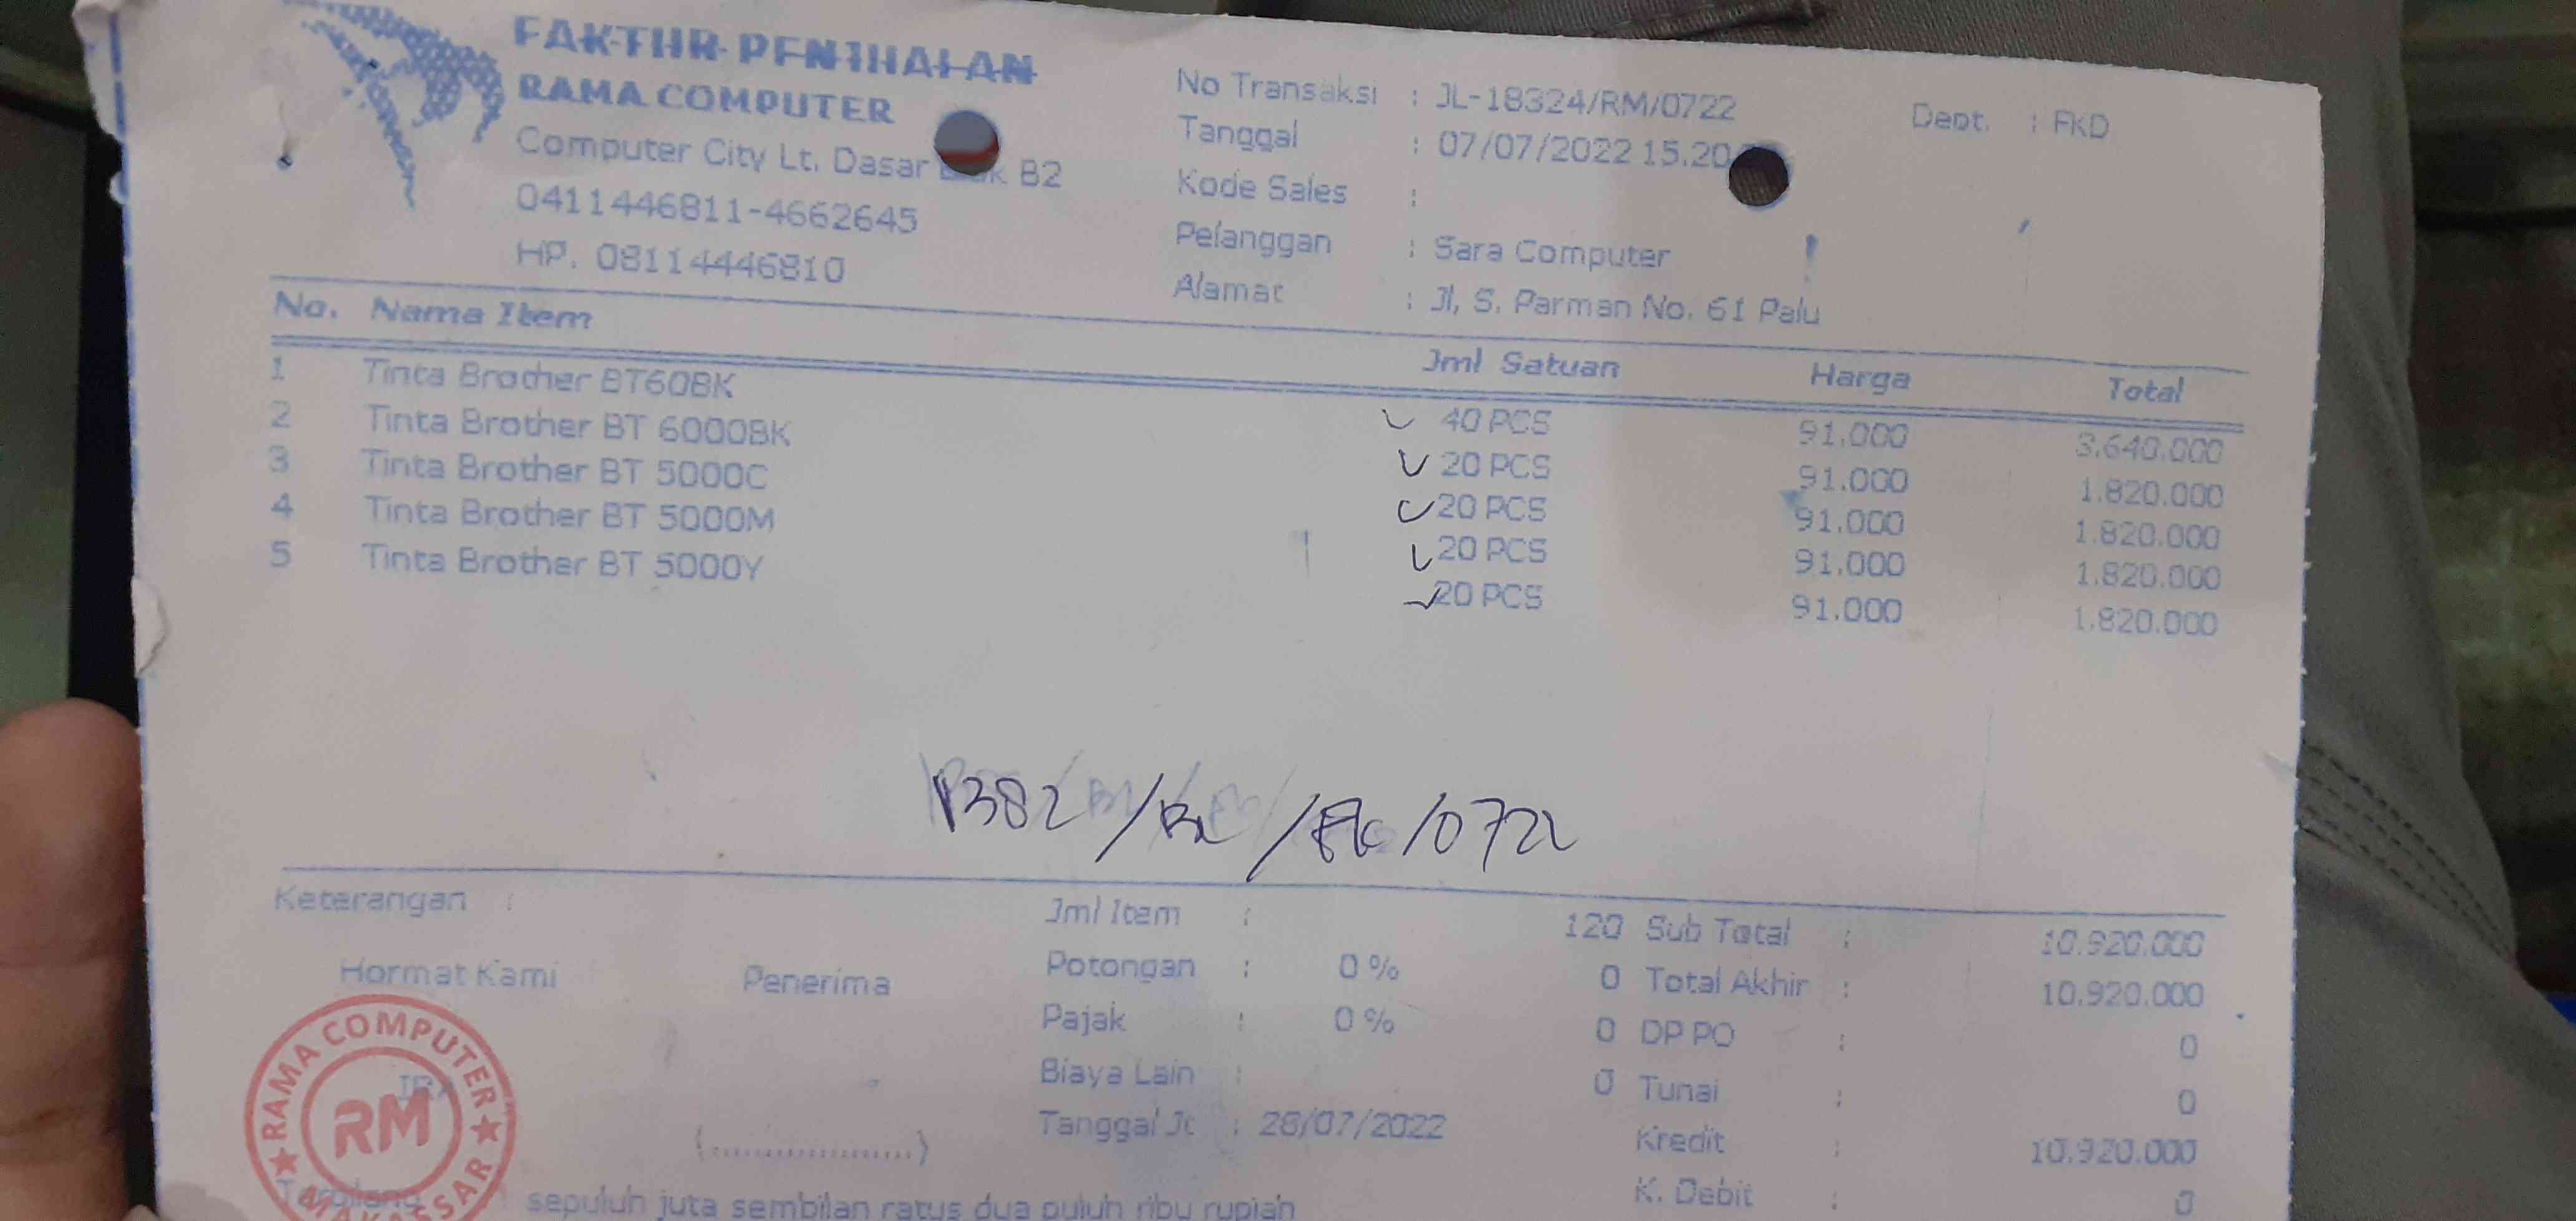 FAKTUR PENJUALAN
RAMA COMPUTER
Computer City Lt. Dasar B2
0411446811-4662645
HP. 08114446810
No Transaksi : JL-18324/RM/0722
Tanggal : 07/07/2022 15.20
Kode Sales :
Pelanggan : Sara Computer
Alamat : Jl, S. Parman No. 61 Palu
Dept. : FKD
No. Nama Item Jml Satuan Harga Total
1 Tinta Brother BT60BK 40 PCS 91.000 3.640.000
2 Tinta Brother BT 6000BK 20 PCS 91.000 1.820.000
3 Tinta Brother BT 5000C 20 PCS 91.000 1.820.000
4 Tinta Brother BT 5000M 20 PCS 91.000 1.820.000
5 Tinta Brother BT 5000Y 20 PCS 91.000 1.820.000
1382/BL/ /0722
Keterangan :
Hormat Kami Penerima
Jml Item : 120 Sub Total : 10.920.000
Potongan : 0 % 0 Total Akhir : 10.920.000
Pajak : 0 % 0 DP PO : 0
Biaya Lain : 0 Tunai : 0
Tanggal Jt : 28/07/2022 Kredit : 10.920.000
K. Debit : 0
RAMA COMPUTER
RM
MAKASSAR
(..................)
Terbilang sepuluh juta sembilan ratus dua puluh ribu rupiah